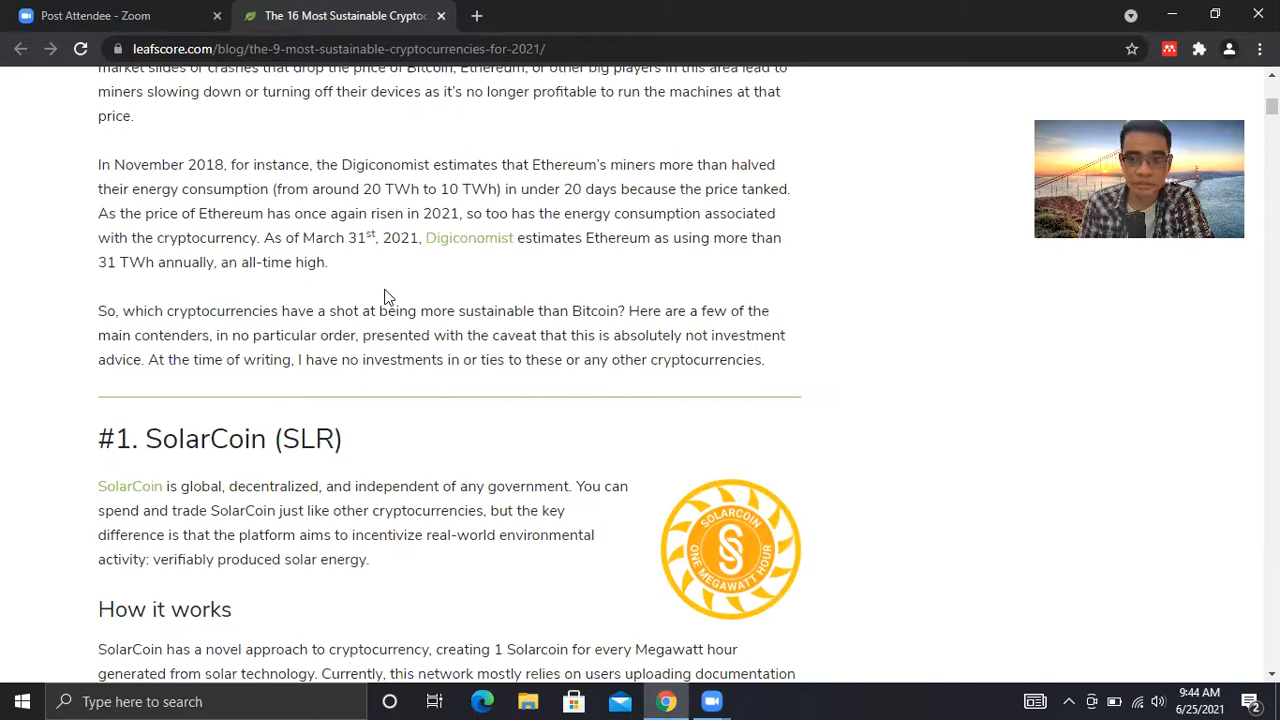 Post Attendee - Zoom
The 16 Most Sustainable Cryptoc
leafscore.com/blog/the-9-most-sustainable-cryptocurrencies-for-2021/
market slides or crashes that drop the price of Bitcoin, Ethereum, or other big players in this area lead to
miners slowing down or turning off their devices as it's no longer profitable to run the machines at that
price.
In November 2018, for instance, the Digiconomist estimates that Ethereum's miners more than halved
their energy consumption (from around 20 TWh to 10 TWh) in under 20 days because the price tanked.
As the price of Ethereum has once again risen in 2021, so too has the energy consumption associated
with the cryptocurrency. As of March 31st, 2021, Digiconomist estimates Ethereum as using more than
31 TWh annually, an all-time high.
So, which cryptocurrencies have a shot at being more sustainable than Bitcoin? Here are a few of the
main contenders, in no particular order, presented with the caveat that this is absolutely not investment
advice. At the time of writing, I have no investments in or ties to these or any other cryptocurrencies.
#1. SolarCoin (SLR)
SolarCoin is global, decentralized, and independent of any government. You can
spend and trade SolarCoin just like other cryptocurrencies, but the key
difference is that the platform aims to incentivize real-world environmental
activity: verifiably produced solar energy.
SOLARCOIN
ONE MEGAWATT HOUR
How it works
SolarCoin has a novel approach to cryptocurrency, creating 1 Solarcoin for every Megawatt hour
generated from solar technology. Currently, this network mostly relies on users uploading documentation
Type here to search
9:44 AM
6/25/2021
2